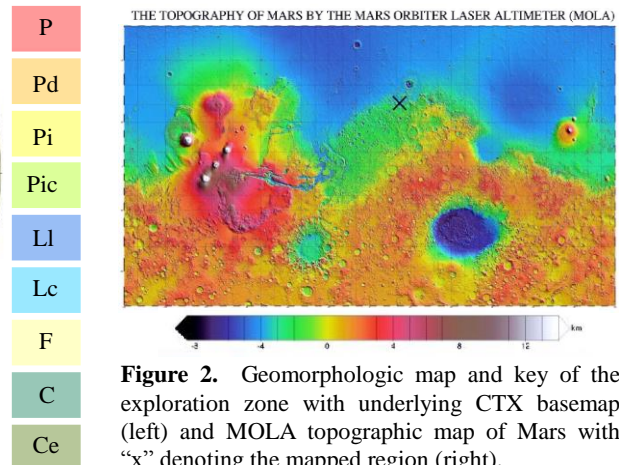 P
Pd
Pi
Pic
Ll
Lc
F
C
Ce
THE TOPOGRAPHY OF MARS BY THE MARS ORBITER LASER ALTIMETER (MOLA)
km
-8 -4 0 4 8 12
Figure 2. Geomorphologic map and key of the
exploration zone with underlying CTX basemap
(left) and MOLA topographic map of Mars with
“x” denoting the mapped region (right).